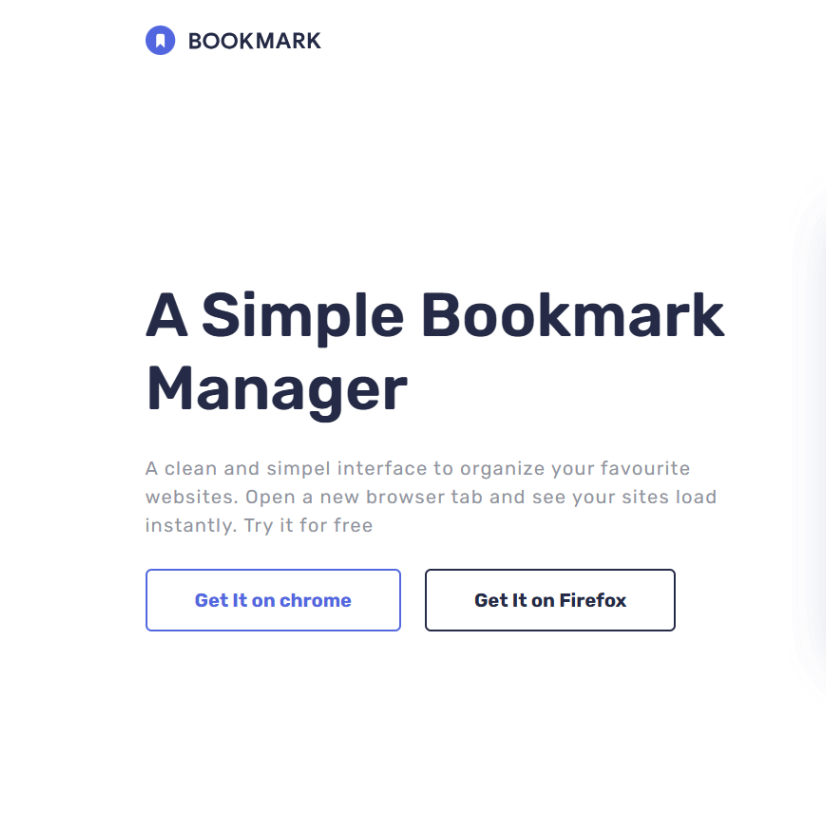 BOOKMARK
A Simple Bookmark
Manager
A clean and simpel interface to organize your favourite
websites. Open a new browser tab and see your sites load
instantly. Try it for free
Get It on chrome
Get It on Firefox